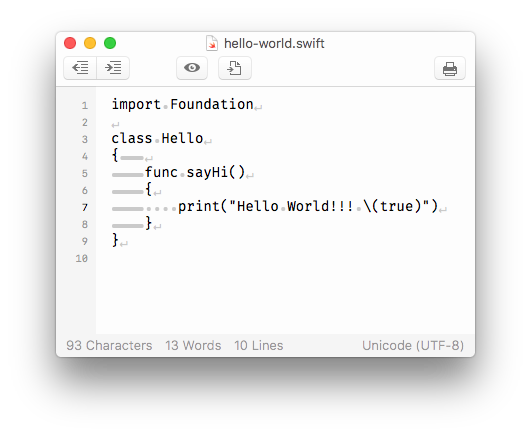 hello-world.swift
1 import Foundation
2
3 class Hello
4 {
5 func sayHi()
6 {
7 print("Hello World!!! \(true)")
8 }
9 }
10
93 Characters 13 Words 10 Lines Unicode (UTF-8)